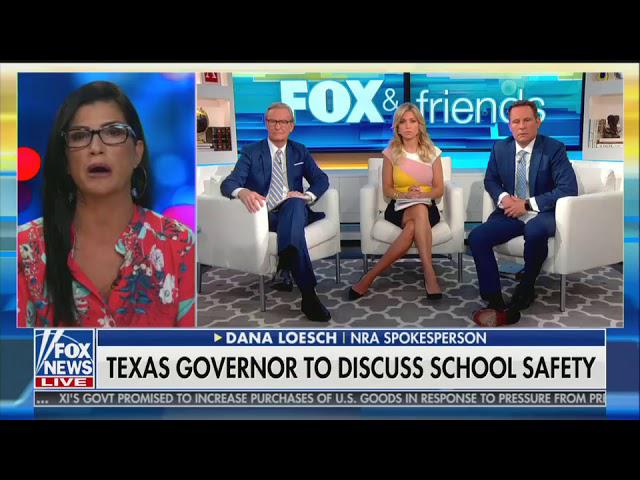 FOX & friends
DANA LOESCH | NRA SPOKESPERSON
TEXAS GOVERNOR TO DISCUSS SCHOOL SAFETY
FOX
NEWS
LIVE
XI'S GOVT PROMISED TO INCREASE PURCHASES OF U.S. GOODS IN RESPONSE TO PRESSURE FROM PRE